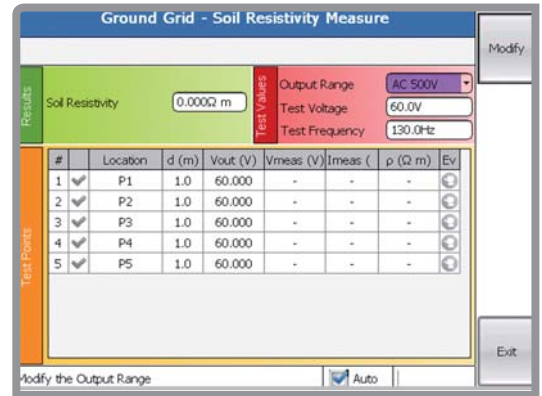 Ground Grid - Soil Resistivity Measure
Modify
Results
Soil Resistivity 0.000Ω m
Test Values
Output Range AC 500V
Test Voltage 60.0V
Test Frequency 130.0Hz
Test Points
# Location d (m) Vout (V) Vmeas (V) Imeas ( ρ (Ω m) Ev
1 P1 1.0 60.000 - - -
2 P2 1.0 60.000 - - -
3 P3 1.0 60.000 - - -
4 P4 1.0 60.000 - - -
5 P5 1.0 60.000 - - -
Modify the Output Range Auto
Exit